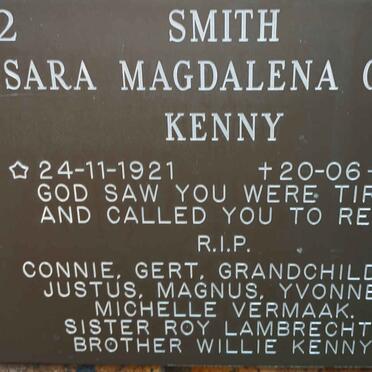 2 SMITH
SARA MAGDALENA
KENNY
☆ 24-11-1921 ✝ 20-06-
GOD SAW YOU WERE
AND CALLED YOU TO
R.I.P.
CONNIE, GERT,
JUSTUS, MAGNUS, YVONNE
MICHELLE VERMAAK.
SISTER ROY LAMBRECHT
BROTHER WILLIE KENNY